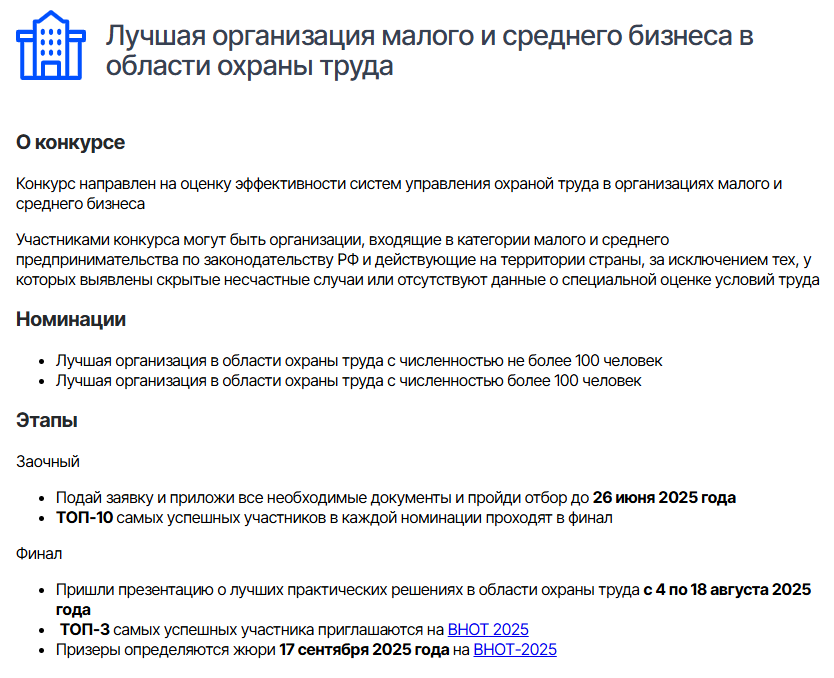 Лучшая организация малого и среднего бизнеса в
области охраны труда
О конкурсе
Конкурс направлен на оценку эффективности систем управления охраной труда в организациях малого и
среднего бизнеса
Участниками конкурса могут быть организации, входящие в категории малого и среднего
предпринимательства по законодательству РФ и действующие на территории страны, за исключением тех, у
которых выявлены скрытые несчастные случаи или отсутствуют данные о специальной оценке условий труда
Номинации
• Лучшая организация в области охраны труда с численностью не более 100 человек
• Лучшая организация в области охраны труда с численностью более 100 человек
Этапы
Заочный
• Подай заявку и приложи все необходимые документы и пройди отбор до 26 июня 2025 года
• ТОП-10 самых успешных участников в каждой номинации проходят в финал
Финал
• Пришли презентацию о лучших практических решениях в области охраны труда с 4 по 18 августа 2025
года
• ТОП-3 самых успешных участника приглашаются на ВНОТ 2025
• Призеры определяются жюри 17 сентября 2025 года на ВНОТ-2025